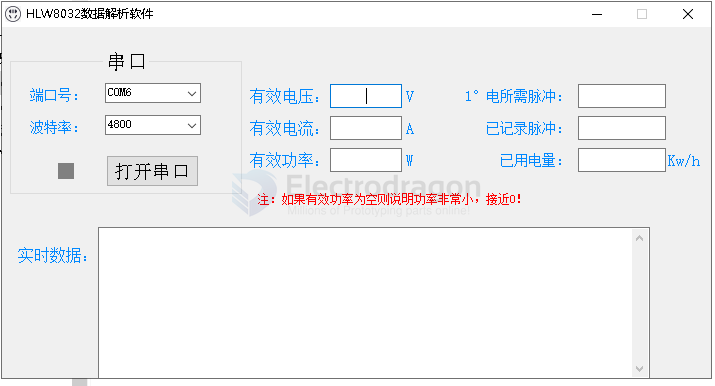 HLW8032数据解析软件
串口
端口号： COM6
波特率： 4800
打开串口
有效电压： V
有效电流： A
有效功率： W
1°电所需脉冲：
已记录脉冲：
已用电量： Kw/h
Electrodragon
Millions of Prototyping parts online!
注：如果有效功率为空则说明功率非常小，接近0！
实时数据：